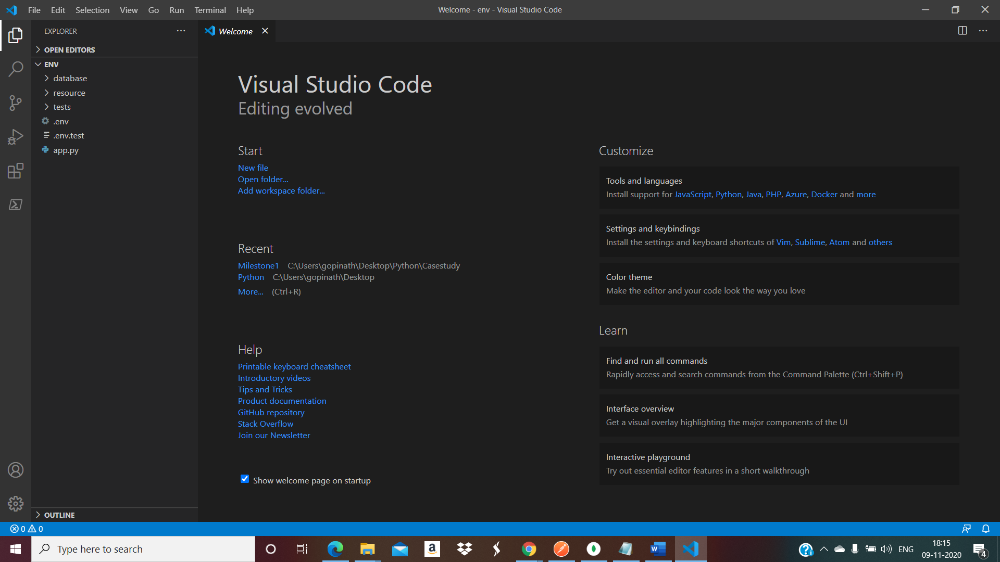 File Edit Selection View Go Run Terminal Help
Welcome - env - Visual Studio Code
EXPLORER
OPEN EDITORS
ENV
database
resource
tests
.env
.env.test
app.py
OUTLINE
Welcome
Visual Studio Code
Editing evolved
Start
New file
Open folder...
Add workspace folder...
Recent
Milestone1 C:\Users\gopinath\Desktop\Python\Casestudy
Python C:\Users\gopinath\Desktop
More... (Ctrl+R)
Help
Printable keyboard cheatsheet
Introductory videos
Tips and Tricks
Product documentation
GitHub repository
Stack Overflow
Join our Newsletter
Show welcome page on startup
Customize
Tools and languages
Install support for JavaScript, Python, Java, PHP, Azure, Docker and more
Settings and keybindings
Install the settings and keyboard shortcuts of Vim, Sublime, Atom and others
Color theme
Make the editor and your code look the way you love
Learn
Find and run all commands
Rapidly access and search commands from the Command Palette (Ctrl+Shift+P)
Interface overview
Get a visual overlay highlighting the major components of the UI
Interactive playground
Try out essential editor features in a short walkthrough
0 0
Type here to search
ENG
18:15
09-11-2020
4